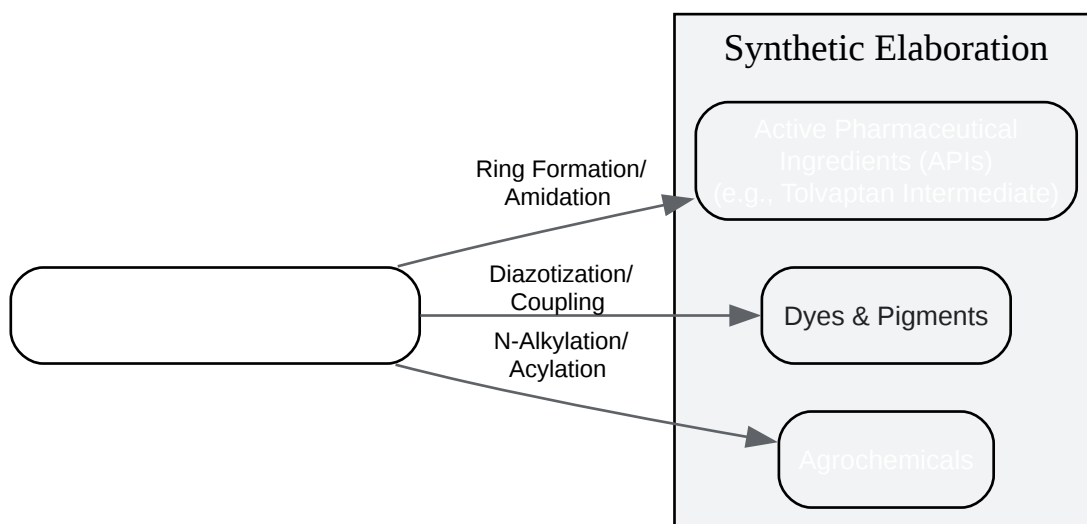 Synthetic Elaboration
Active Pharmaceutical
Ingredients (APIs)
(e.g., Tolvaptan Intermediate)
Ring Formation/
Amidation
Diazotization/
Coupling
Dyes & Pigments
N-Alkylation/
Acylation
Agrochemicals